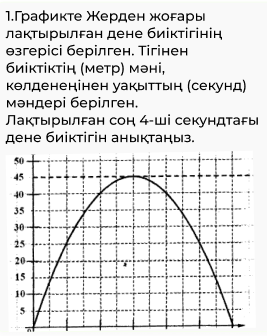 1.Графикте Жерден жоғары
лақтырылған дене биіктігінің
өзгерісі берілген. Тігінен
биіктіктің (метр) мәні,
көлденеңінен уақыттың (секунд)
мәндері берілген.
Лақтырылған соң 4-ші секундтағы
дене биіктігін анықтаңыз.
50
45
40
35
30
25
20
15
10
5
0